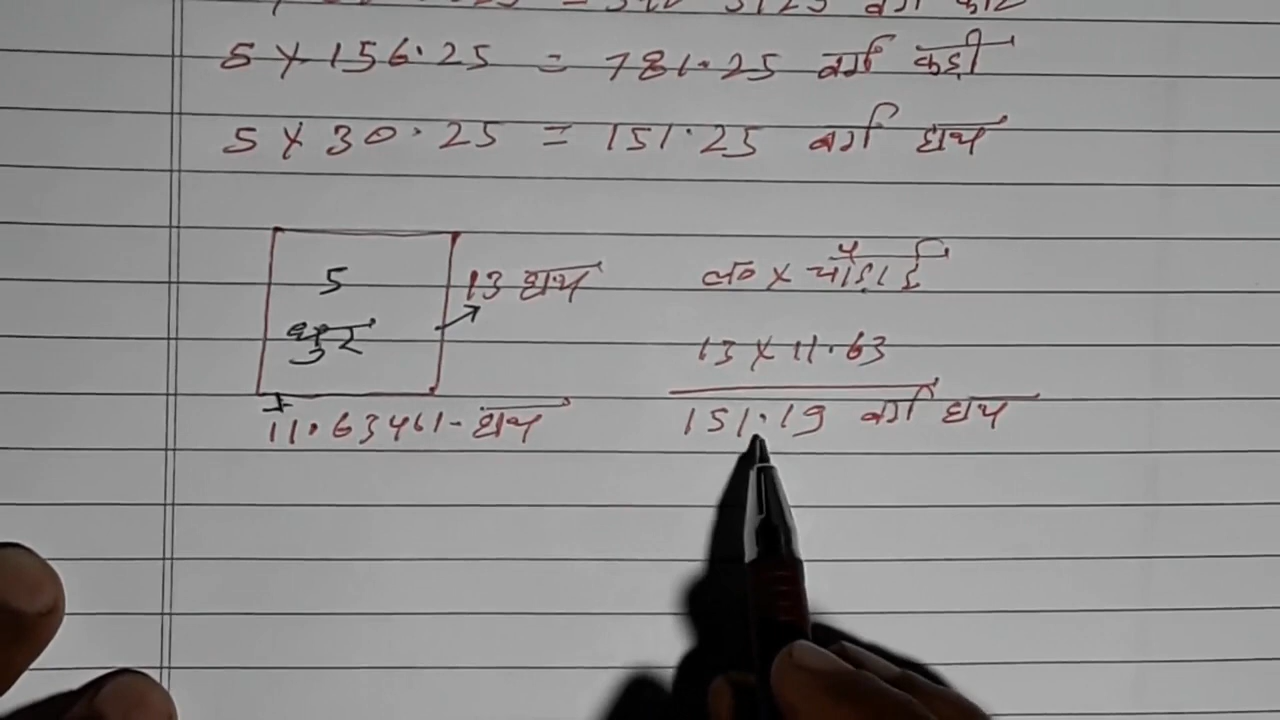 5 × 156.25 = 781.25 वर्ग कड़ी
5 × 30.25 = 151.25 वर्ग हाथ
5
धुर
13 हाथ
11.63461- हाथ
ल० × चौड़ाई
13 × 11.63
151.19 वर्ग हाथ